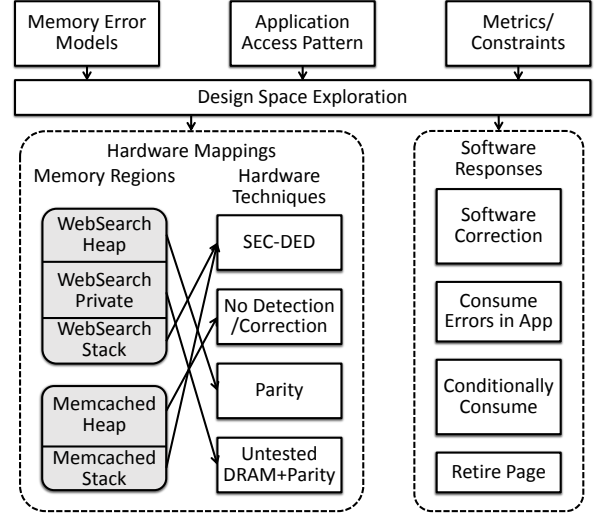 Memory Error
Models
Application
Access Pattern
Metrics/
Constraints
Design Space Exploration
Hardware Mappings
Memory Regions
Hardware
Techniques
WebSearch
Heap
WebSearch
Private
WebSearch
Stack
Memcached
Heap
Memcached
Stack
SEC-DED
No Detection
/Correction
Parity
Untested
DRAM+Parity
Software
Responses
Software
Correction
Consume
Errors in App
Conditionally
Consume
Retire Page